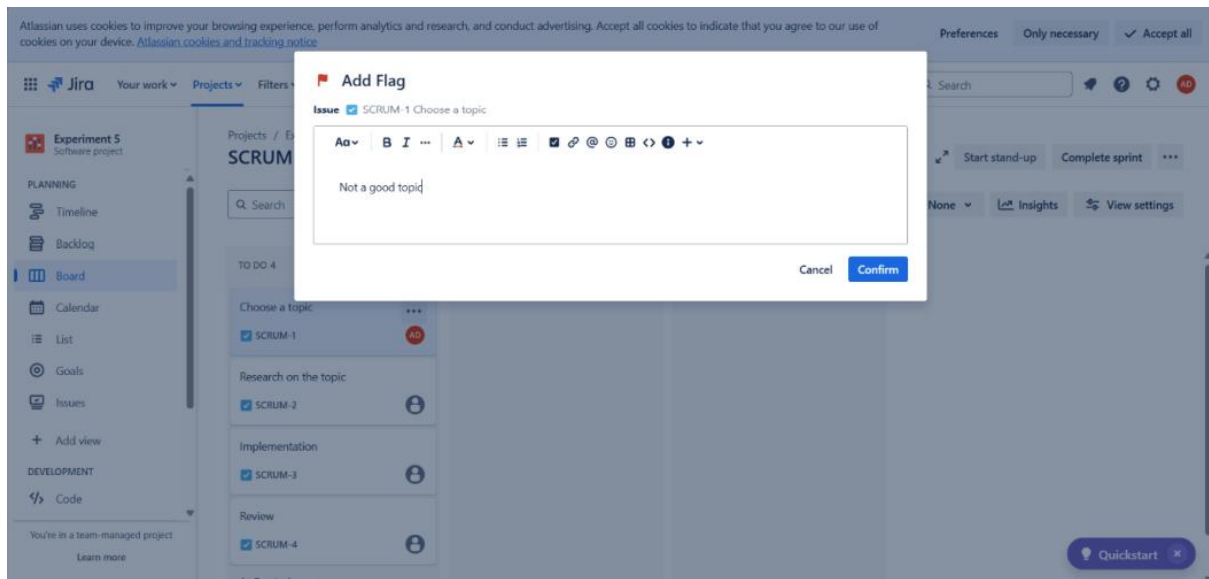 Atlassian uses cookies to improve your browsing experience, perform analytics and research, and conduct advertising. Accept all cookies to indicate that you agree to our use of
cookies on your device. Atlassian cookies and tracking notice
Preferences Only necessary Accept all
Jira Your work Projects Filters Search AD
Add Flag
Issue SCRUM-1 Choose a topic
Aa B I A
Not a good topic
Cancel Confirm
Experiment 5
Software project
PLANNING
Timeline
Backlog
Board
Calendar
List
Goals
Issues
Add view
DEVELOPMENT
Code
You're in a team-managed project
Learn more
Projects /
SCRUM
Search
Start stand-up Complete sprint
None Insights View settings
TO DO 4
Choose a topic
SCRUM-1 AD
Research on the topic
SCRUM-2
Implementation
SCRUM-3
Review
SCRUM-4
Quickstart